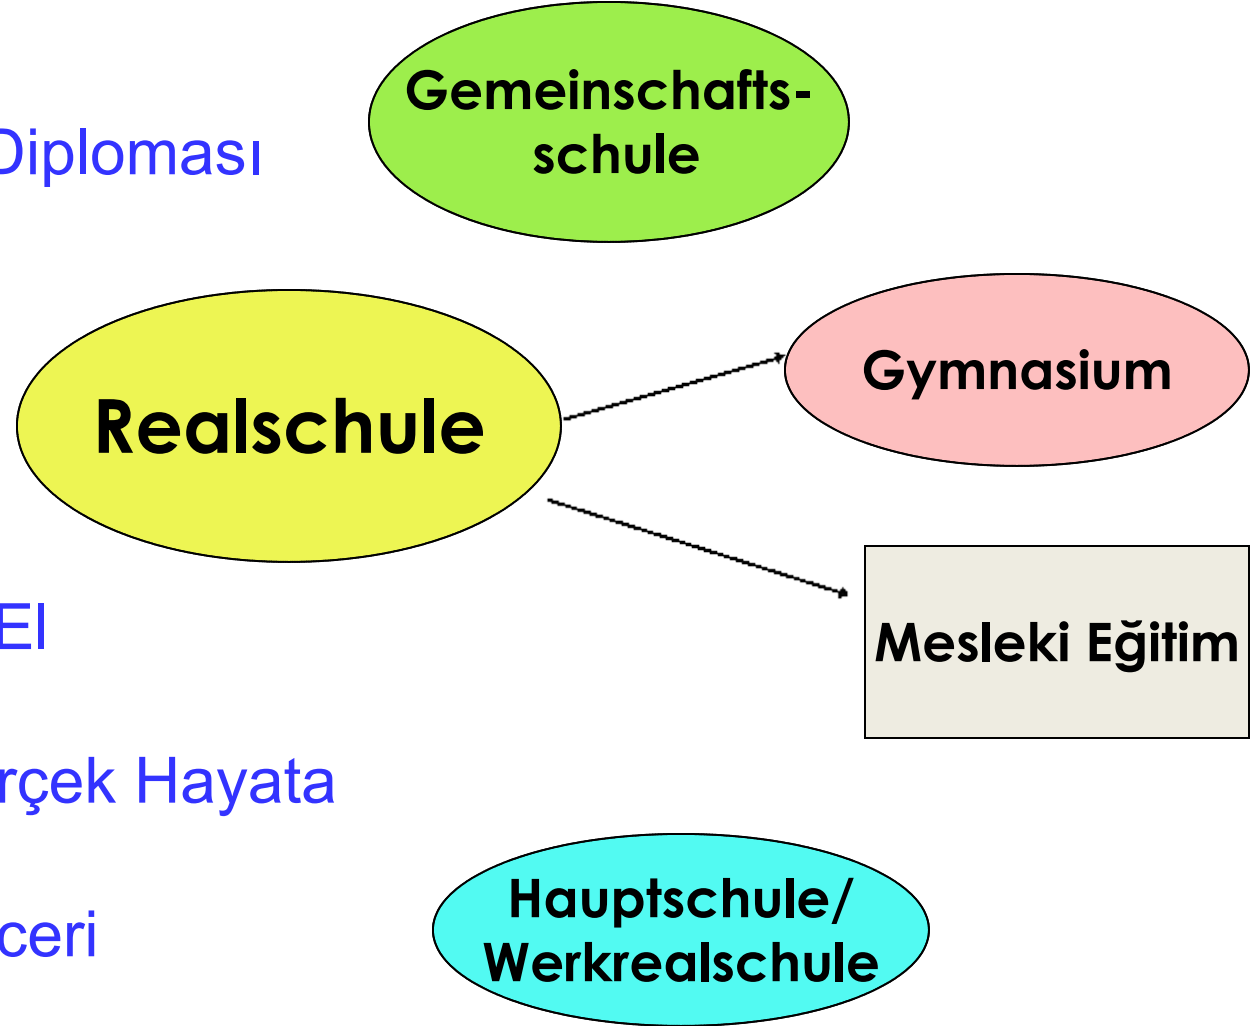 Gemeinschafts-
schule
Diploması
Gymnasium
Realschule
El
Mesleki Eğitim
rçek Hayata
Hauptschule/
Werkrealschule
ceri